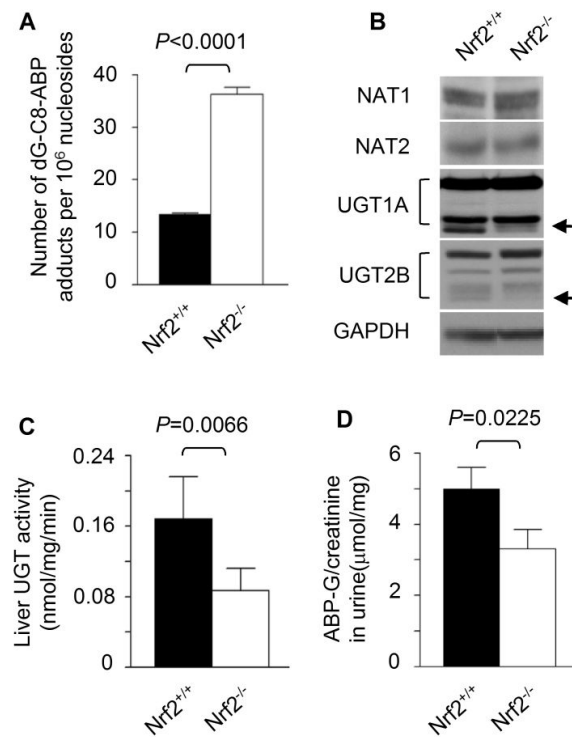 A
P<0.0001
Number of dG-C8-ABP
adducts per 10⁶ nucleosides
40
30
20
10
0
Nrf2⁺/⁺
Nrf2⁻/⁻
B
Nrf2⁺/⁺
Nrf2⁻/⁻
NAT1
NAT2
UGT1A
UGT2B
GAPDH
C
P=0.0066
Liver UGT activity
(nmol/mg/min)
0.24
0.16
0.08
0
Nrf2⁺/⁺
Nrf2⁻/⁻
D
P=0.0225
ABP-G/creatinine
in urine(μmol/mg)
6
4
2
0
Nrf2⁺/⁺
Nrf2⁻/⁻